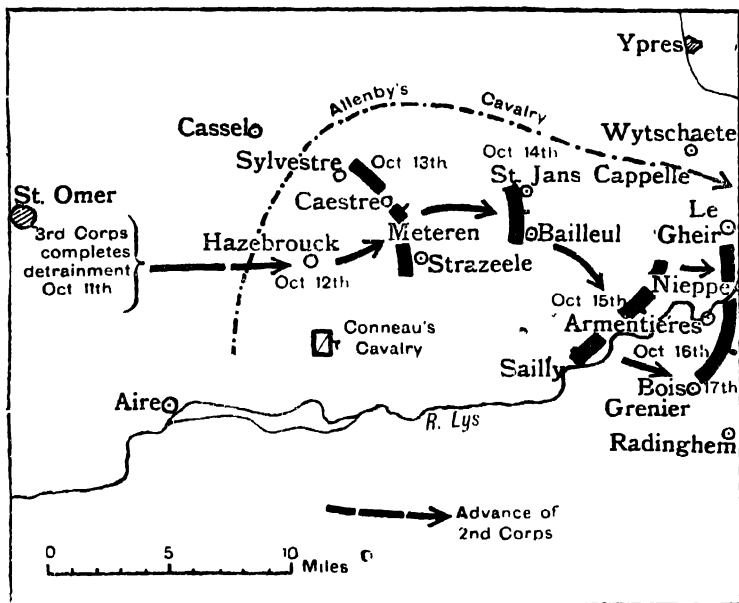 Ypres
Allenby's
Cavalry
Cassel
Wytschaete
Sylvestre
Oct 13th
Oct 14th
St. Jans Cappelle
St. Omer
Caestre
Le
Gheir
3rd Corps
completes
detrainment
Oct 11th
Hazebrouck
Meteren
Bailleul
Oct 12th
Strazeele
Nieppe
Oct 15th
Conneau's
Cavalry
Armentières
Sailly
Oct 16th
Bois
Grenier
17th
Aire
R. Lys
Radinghem
Advance of
2nd Corps
0 5 10
Miles